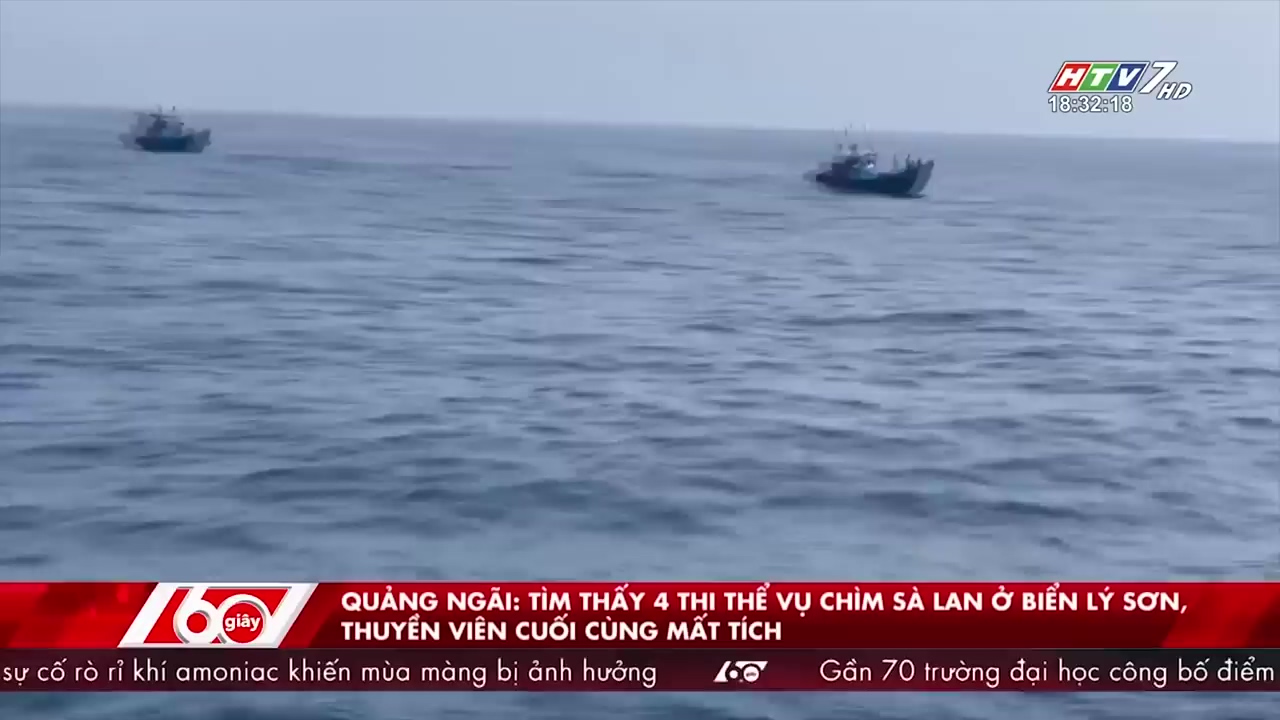 HTV7 HD
18:32:18
60 giây
QUẢNG NGÃI: TÌM THẤY 4 THI THỂ VỤ CHÌM SÀ LAN Ở BIỂN LÝ SƠN,
THUYỀN VIÊN CUỐI CÙNG MẤT TÍCH
sự cố rò rỉ khí amoniac khiến mùa màng bị ảnh hưởng 60 giây Gần 70 trường đại học công bố điểm